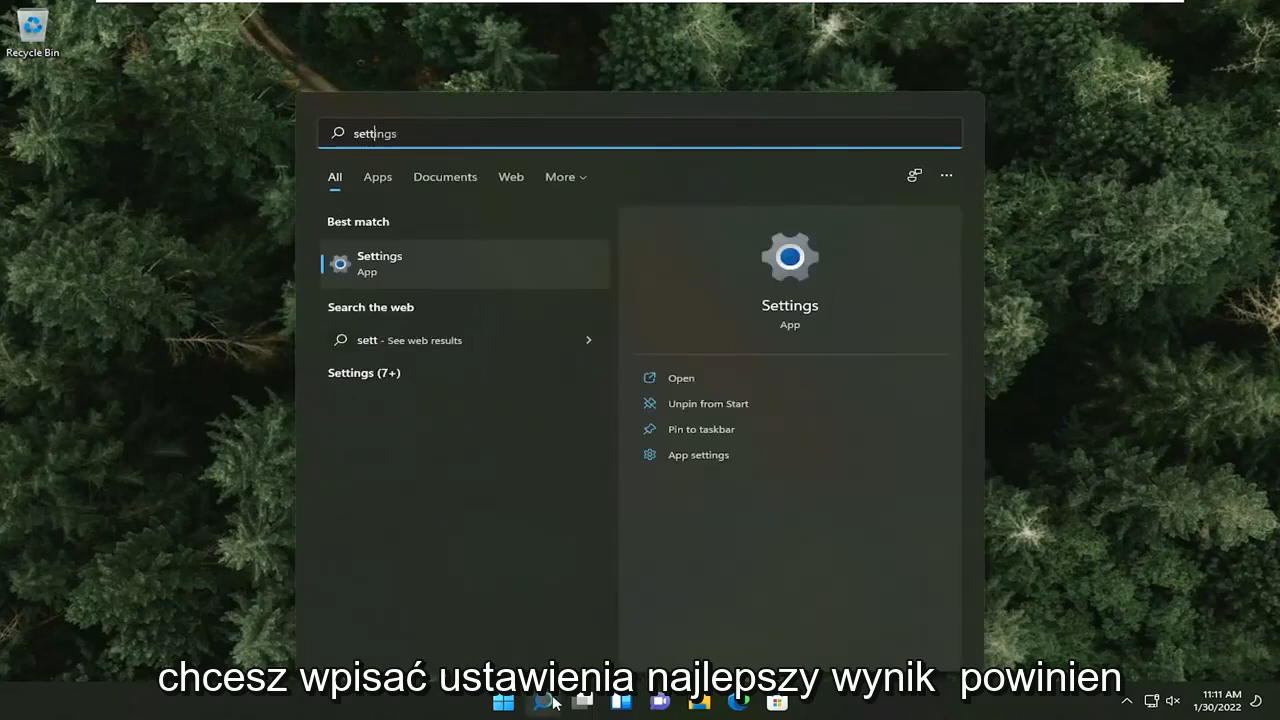 Recycle Bin
settings
All Apps Documents Web More
Best match
Settings
App
Search the web
sett - See web results
Settings (7+)
Settings
App
Open
Unpin from Start
Pin to taskbar
App settings
chcesz wpisać ustawienia najlepszy wynik powinien
11:11 AM
1/30/2022